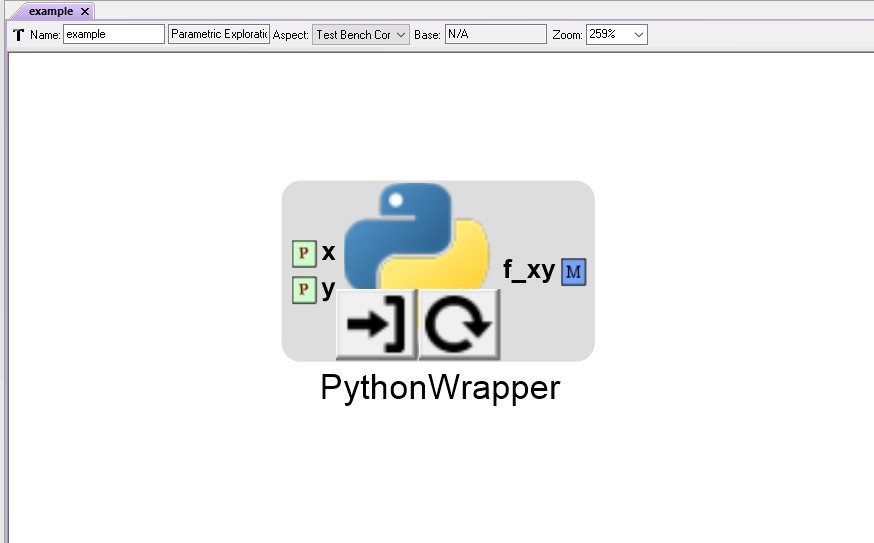 example
Name: example Parametric Exploratic Aspect: Test Bench Cor Base: N/A Zoom: 259%
P x
f_xy M
P y
PythonWrapper